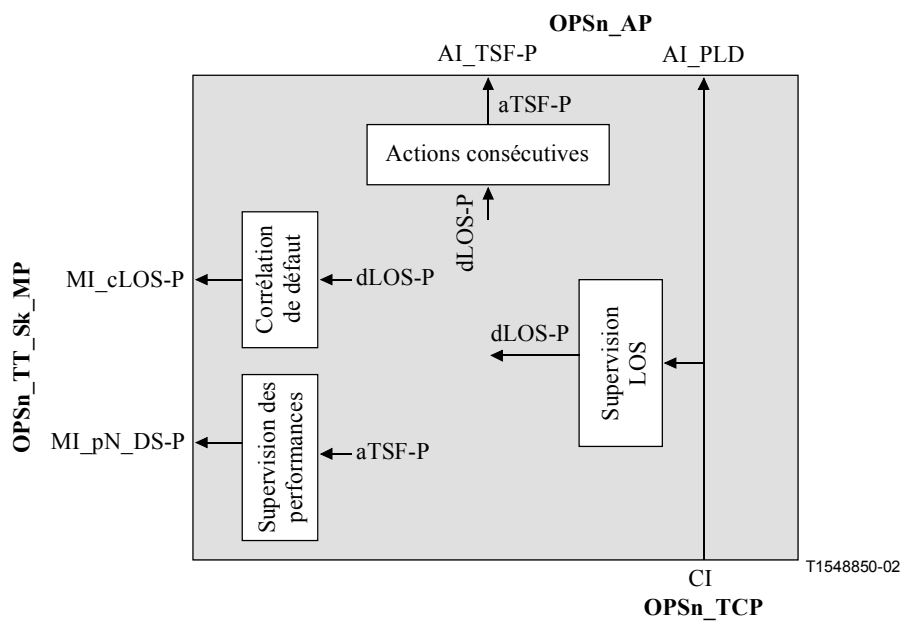 OPSn_AP
AI_TSF-P
AI_PLD
aTSF-P
Actions consécutives
dLOS-P
Corrélation
de défaut
MI_cLOS-P
dLOS-P
dLOS-P
Supervision
LOS
OPSn_TT_Sk_MP
Supervision des
performances
MI_pN_DS-P
aTSF-P
T1548850-02
CI
OPSn_TCP